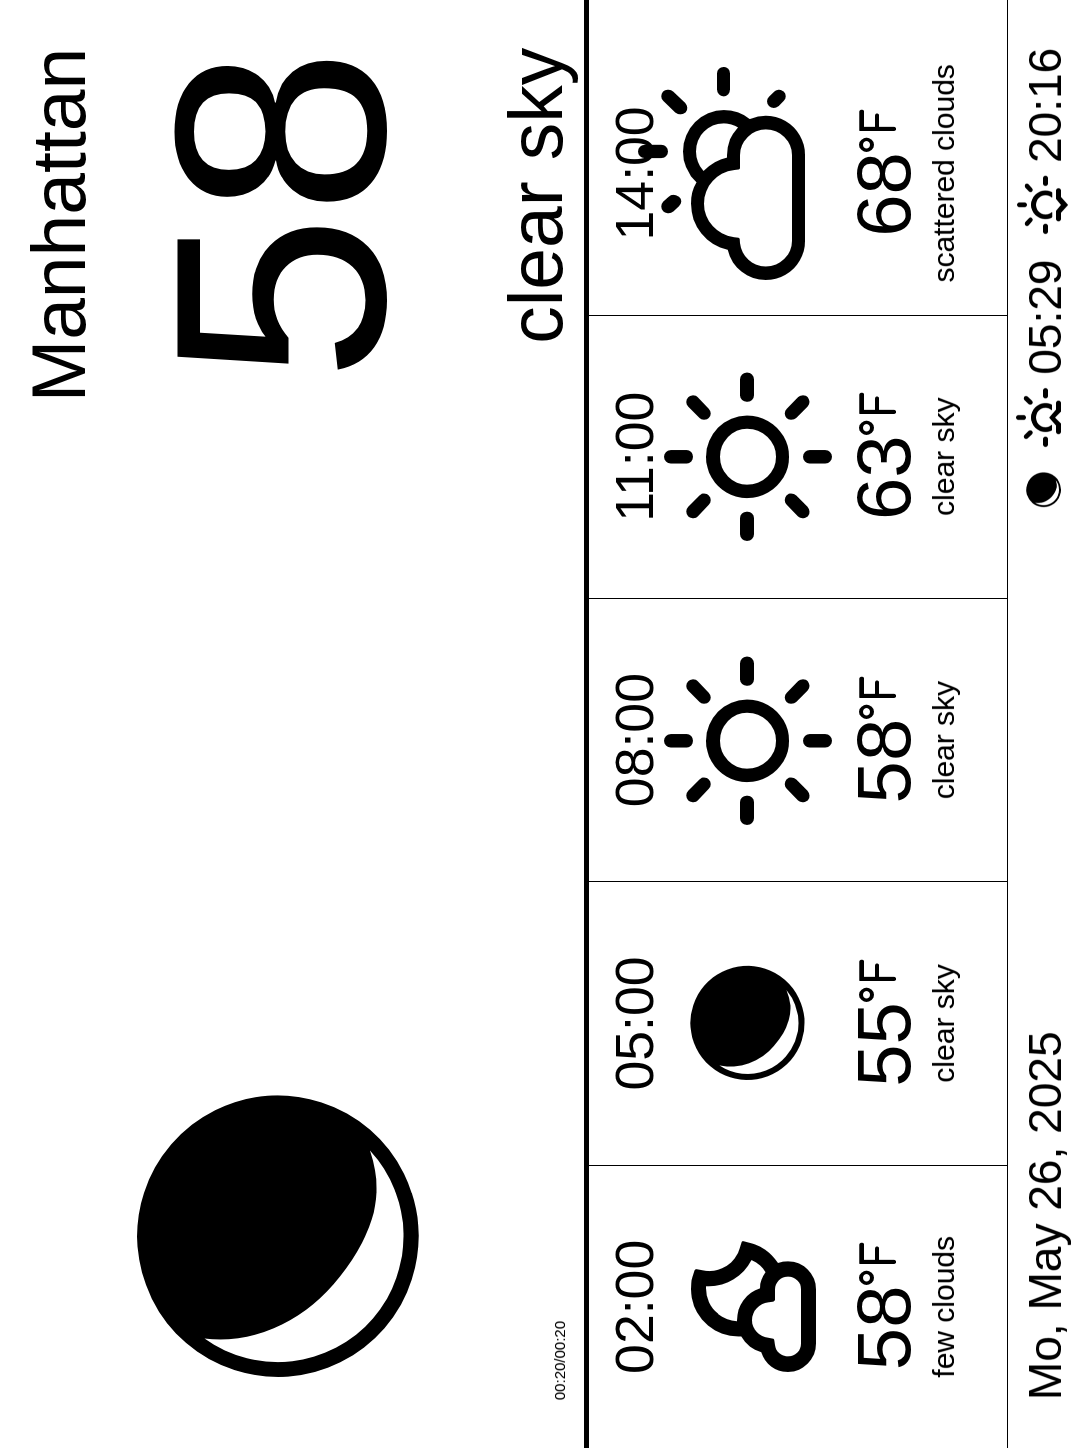 Manhattan
58
clear sky
00:20/00:20
02:00
58°F
few clouds
05:00
55°F
clear sky
08:00
58°F
clear sky
11:00
63°F
clear sky
14:00
68°F
scattered clouds
Mo, May 26, 2025
05:29
20:16